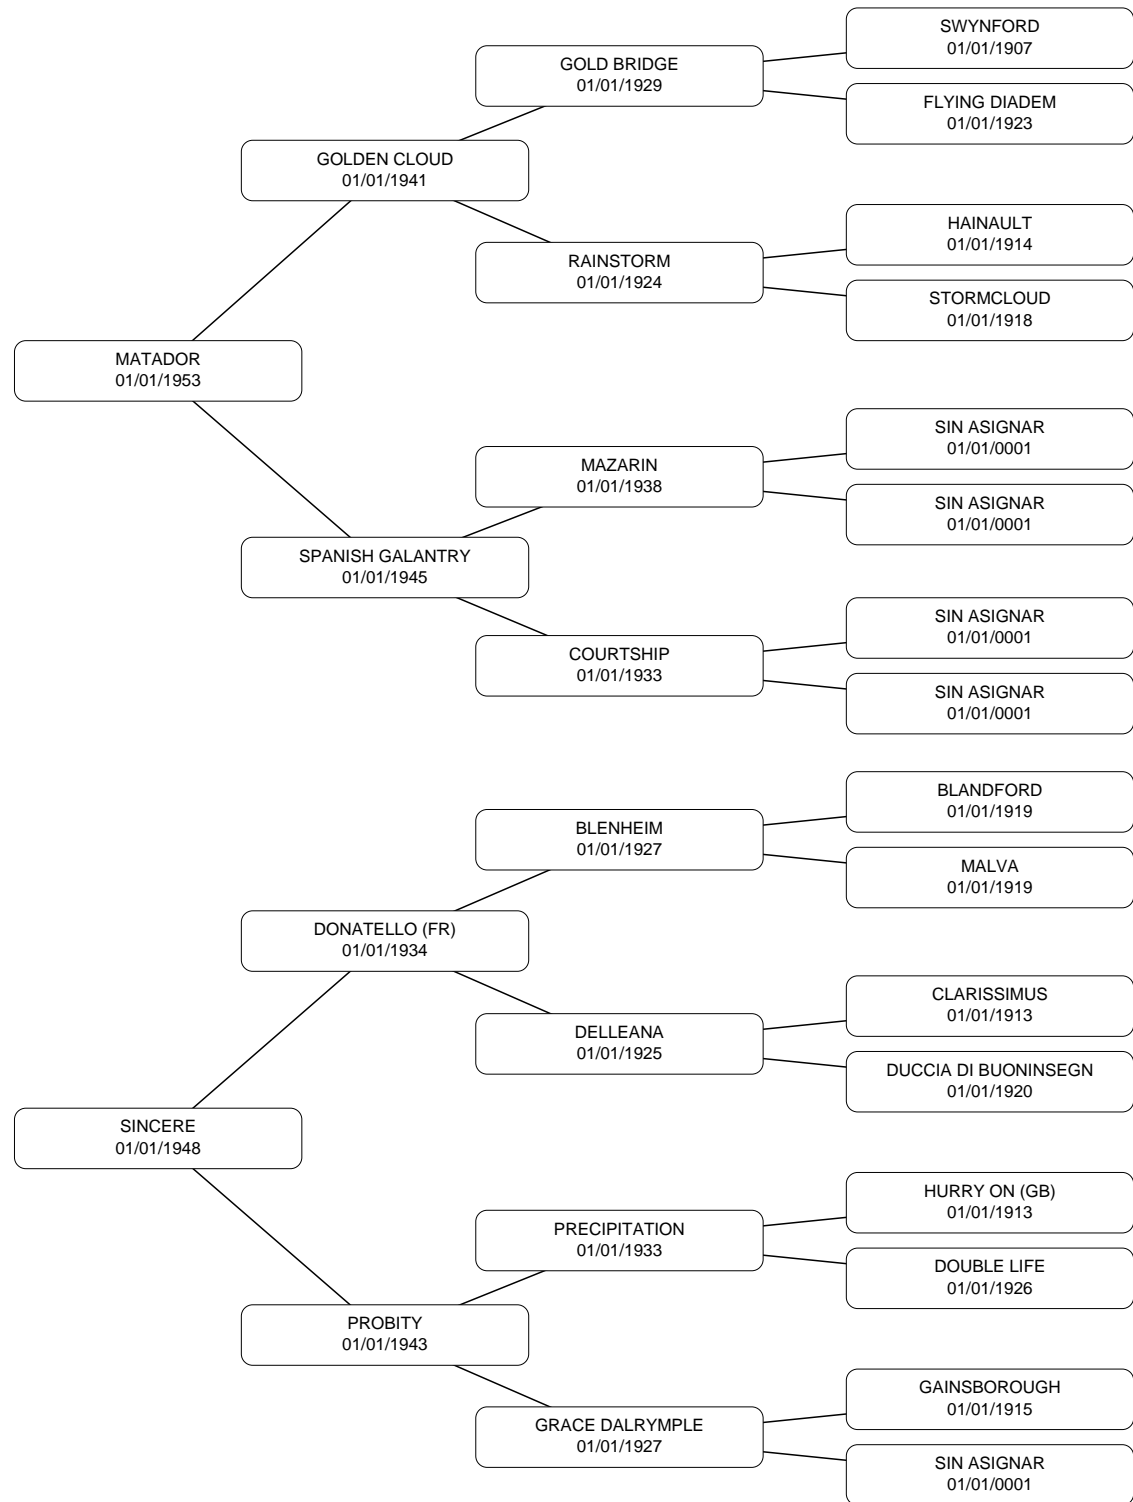 SWYNFORD
01/01/1907
GOLD BRIDGE
01/01/1929
FLYING DIADEM
01/01/1923
GOLDEN CLOUD
01/01/1941
HAINAULT
01/01/1914
RAINSTORM
01/01/1924
STORMCLOUD
01/01/1918
MATADOR
01/01/1953
SIN ASIGNAR
01/01/0001
MAZARIN
01/01/1938
SIN ASIGNAR
01/01/0001
SPANISH GALANTRY
01/01/1945
SIN ASIGNAR
01/01/0001
COURTSHIP
01/01/1933
SIN ASIGNAR
01/01/0001
BLANDFORD
01/01/1919
BLENHEIM
01/01/1927
MALVA
01/01/1919
DONATELLO (FR)
01/01/1934
CLARISSIMUS
01/01/1913
DELLEANA
01/01/1925
DUCCIA DI BUONINSEGN
01/01/1920
SINCERE
01/01/1948
HURRY ON (GB)
01/01/1913
PRECIPITATION
01/01/1933
DOUBLE LIFE
01/01/1926
PROBITY
01/01/1943
GAINSBOROUGH
01/01/1915
GRACE DALRYMPLE
01/01/1927
SIN ASIGNAR
01/01/0001